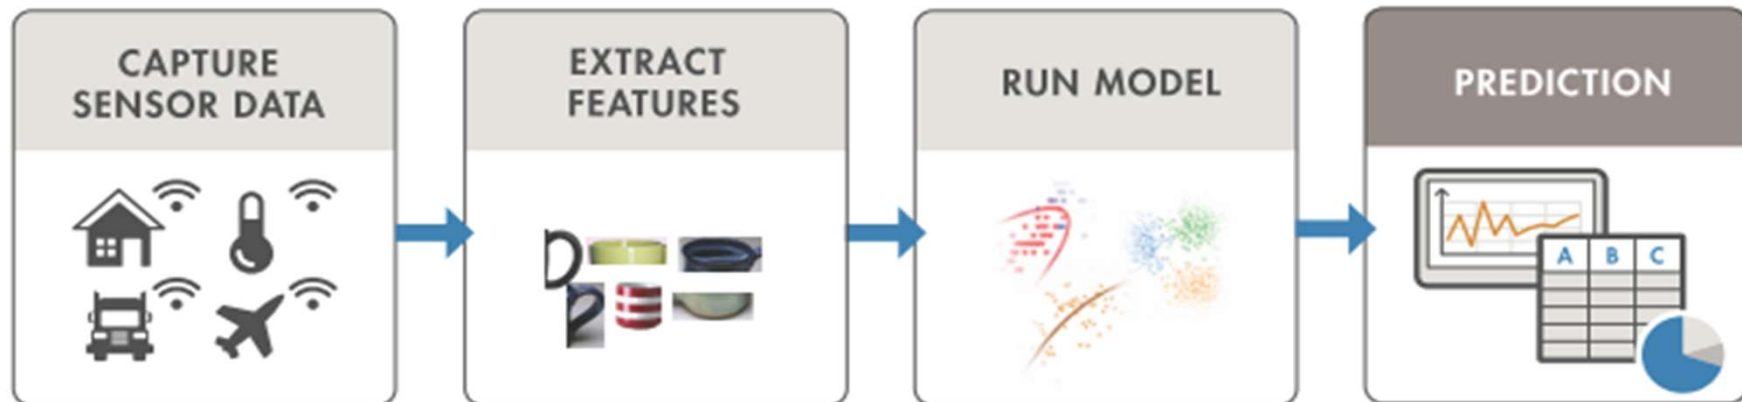 CAPTURE
SENSOR DATA
EXTRACT
FEATURES
RUN MODEL
PREDICTION
A B C